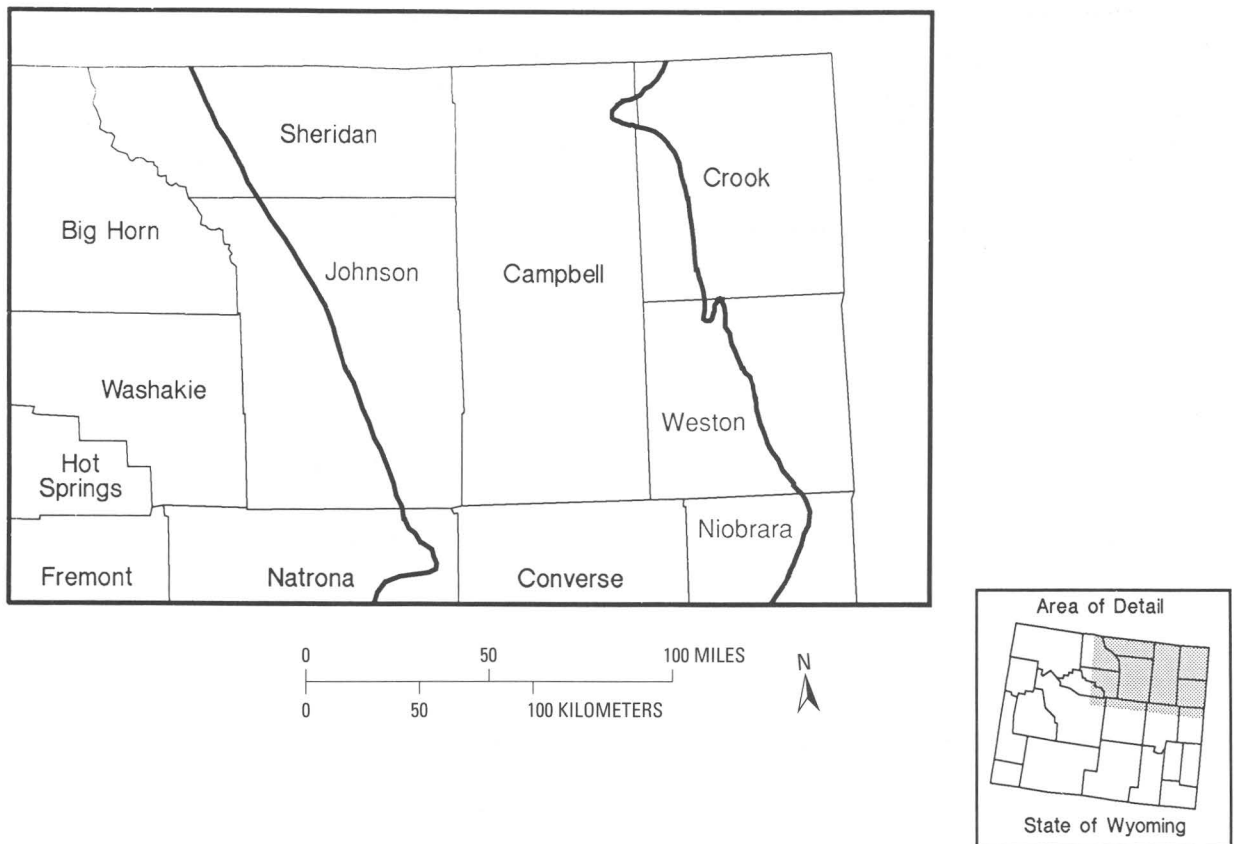 Sheridan
Crook
Big Horn
Johnson
Campbell
Washakie
Weston
Hot
Springs
Niobrara
Fremont
Natrona
Converse
0 50 100 MILES
0 50 100 KILOMETERS
N
Area of Detail
State of Wyoming